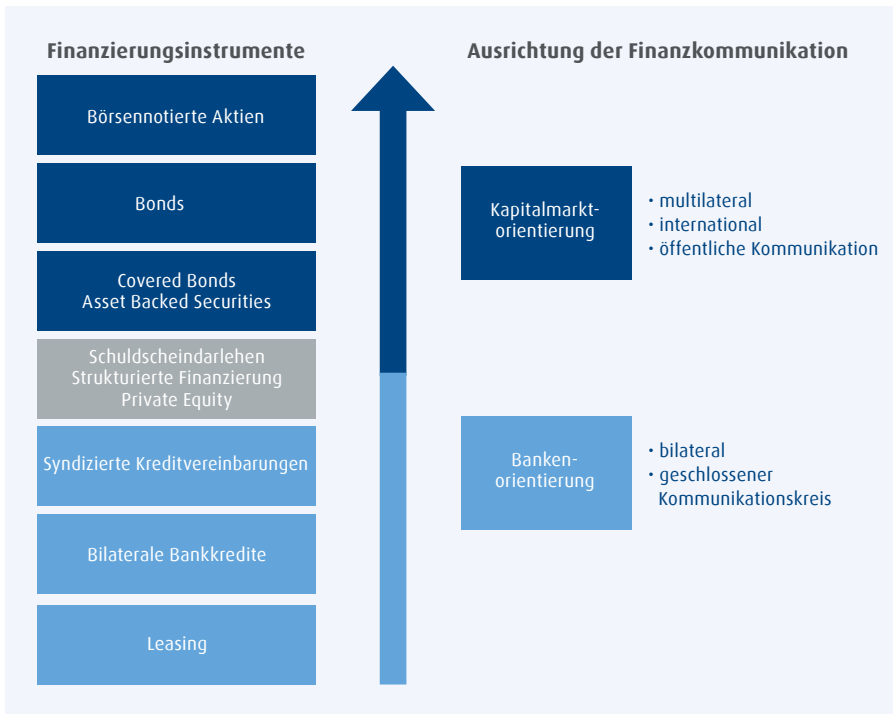 Finanzierungsinstrumente
Börsennotierte Aktien
Bonds
Covered Bonds
Asset Backed Securities
Schuldscheindarlehen
Strukturierte Finanzierung
Private Equity
Syndizierte Kreditvereinbarungen
Bilaterale Bankkredite
Leasing
Ausrichtung der Finanzkommunikation
Kapitalmarkt-
orientierung
· multilateral
· international
· öffentliche Kommunikation
Banken-
orientierung
· bilateral
· geschlossener
Kommunikationskreis